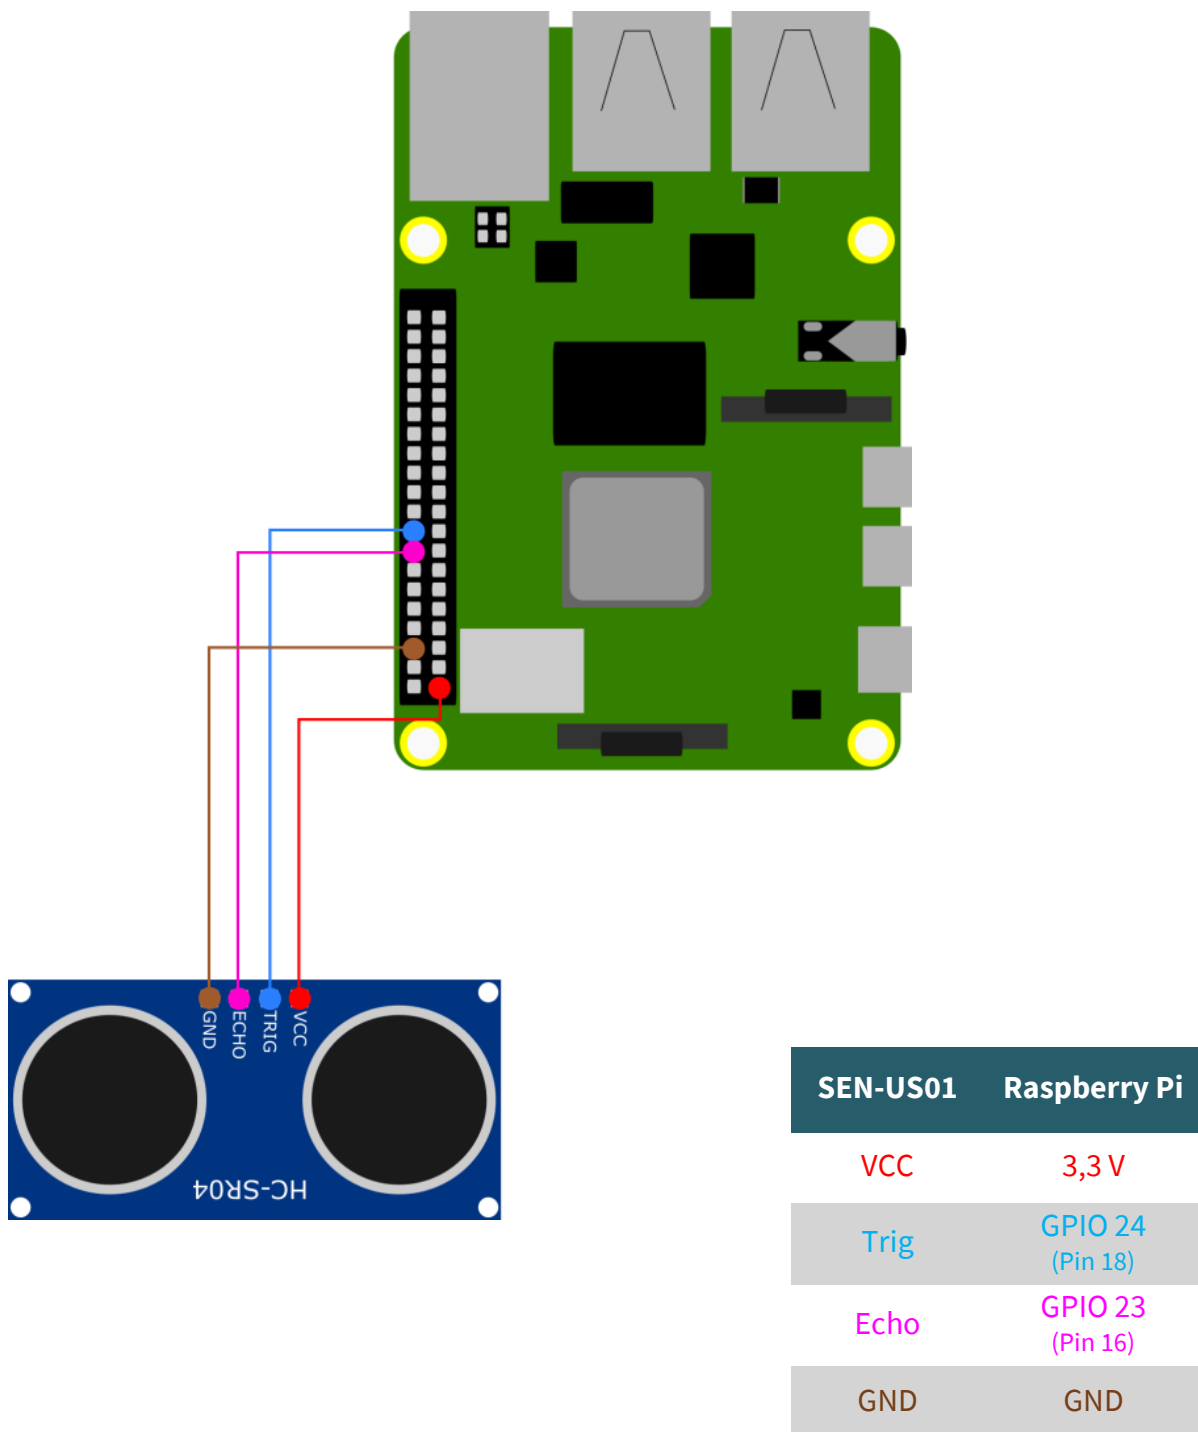 GND
ECHO
TRIG
VCC
HC-SR04
SEN-US01 Raspberry Pi
VCC 3,3 V
Trig GPIO 24
(Pin 18)
Echo GPIO 23
(Pin 16)
GND GND